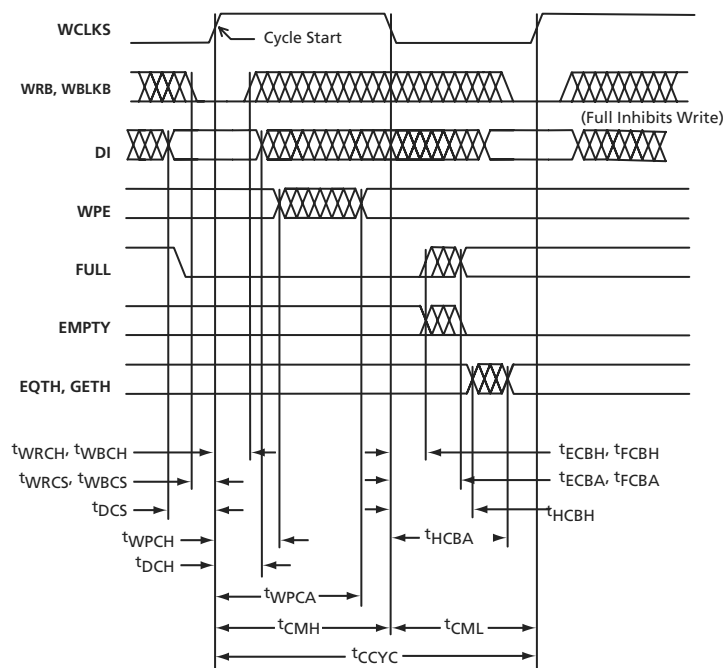 WCLKS
Cycle Start
WRB, WBLKB
(Full Inhibits Write)
DI
WPE
FULL
EMPTY
EQTH, GETH
tWRCH, tWBCH
tECBH, tFCBH
tWRCS, tWBCS
tECBA, tFCBA
tDCS
tHCBH
tWPCH
tHCBA
tDCH
tWPCA
tCMH
tCML
tCCYC